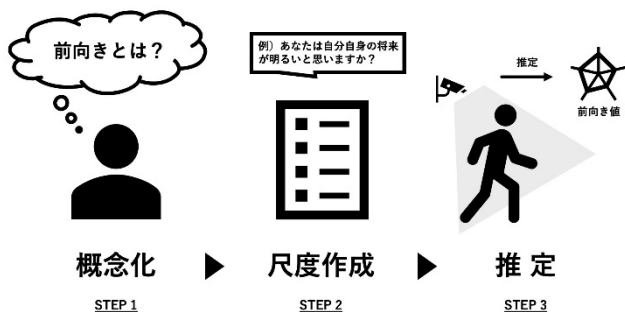 前向きとは？
例）あなたは自分自身の将来
が明るいと思いますか？
推定
前向き値
概念化
尺度作成
推 定
STEP 1
STEP 2
STEP 3